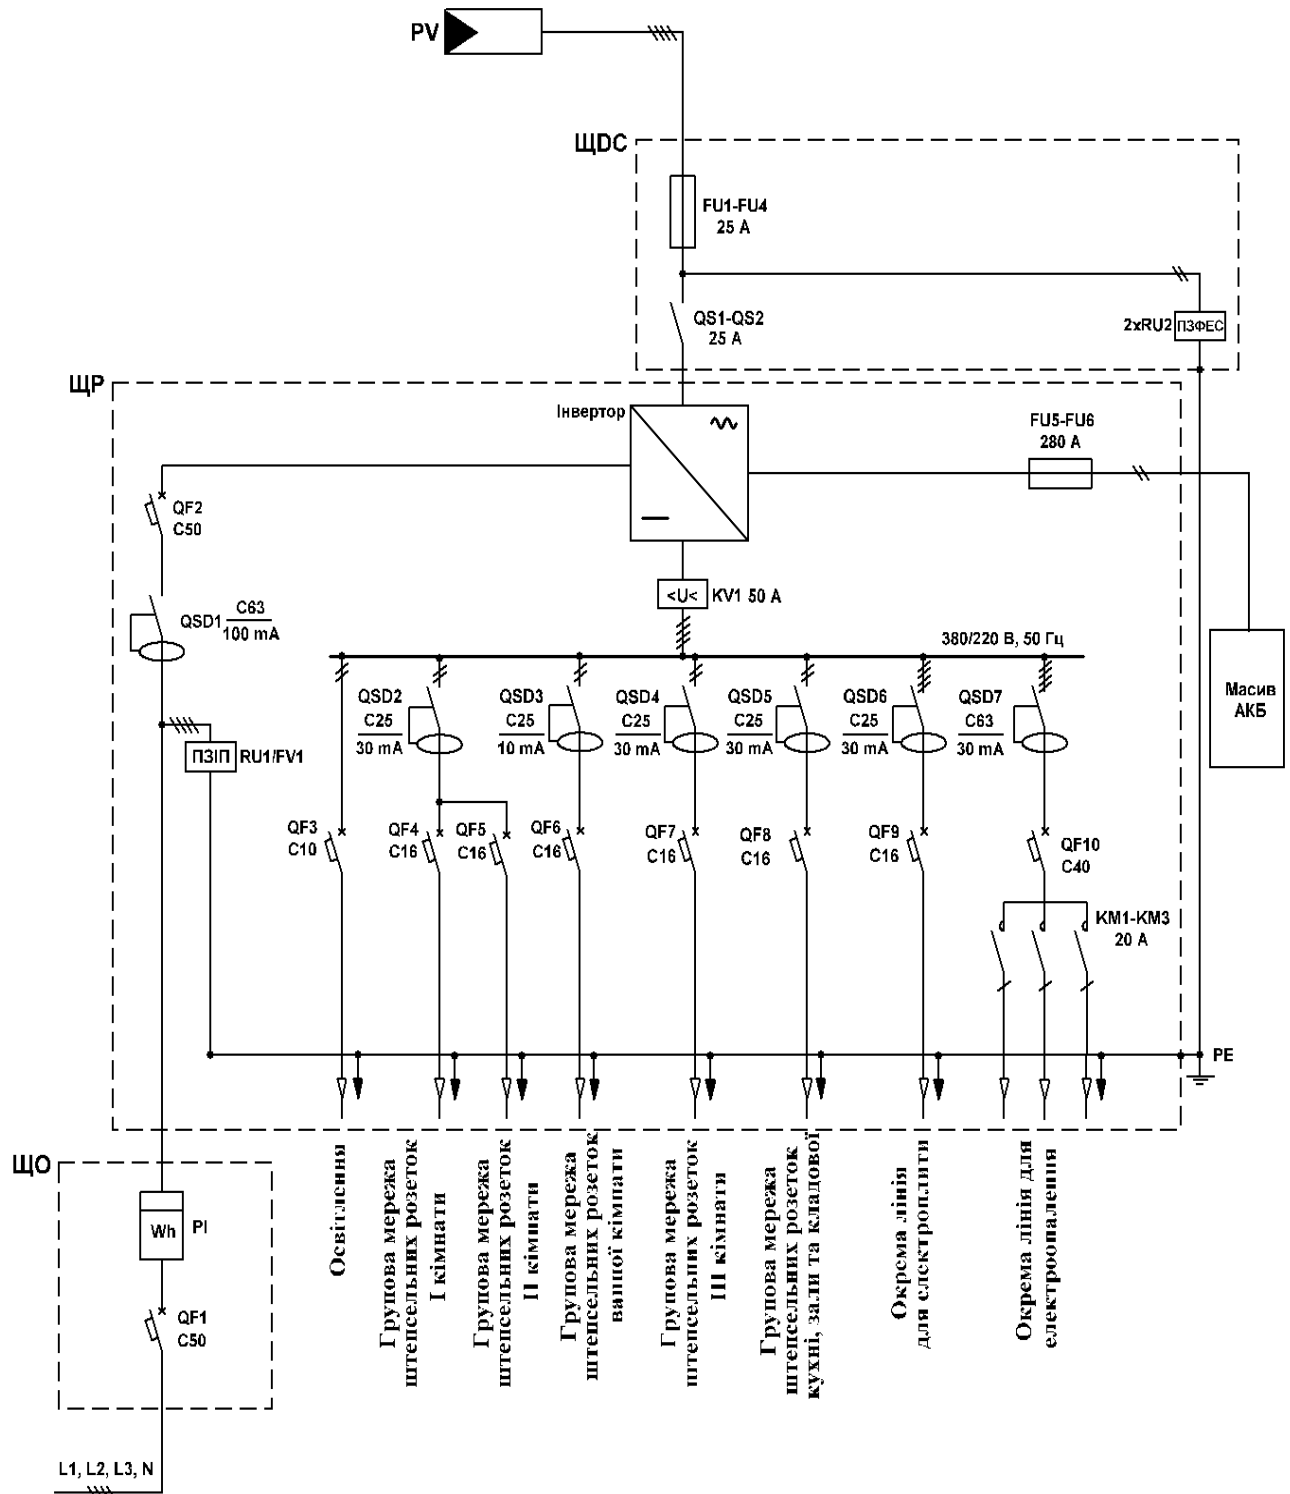 PV
ЩDC
FU1-FU4
25 А
QS1-QS2
25 А
2xRU2
ПЗФЕС
ЩР
Інвертор
FU5-FU6
280 А
QF2
C50
<U<
KV1 50 А
QSD1
C63
100 mA
380/220 В, 50 Гц
Масив
АКБ
QSD2
C25
30 mA
QSD3
C25
10 mA
QSD4
C25
30 mA
QSD5
C25
30 mA
QSD6
C25
30 mA
QSD7
C63
30 mA
ПЗІП
RU1/FV1
QF3
C10
QF4
C16
QF5
C16
QF6
C16
QF7
C16
QF8
C16
QF9
C16
QF10
C40
KM1-KM3
20 А
PE
ЩО
Wh
PI
QF1
C50
L1, L2, L3, N
Освітлення
Групова мережа
штепсельних розеток
І кімнати
Групова мережа
штепсельних розеток
ІІ кімнати
Групова мережа
штепсельних розеток
ванної кімнати
Групова мережа
штепсельних розеток
ІІІ кімнати
Групова мережа
штепсельних розеток
кухні, зали та кладової
Окрема лінія
для електроплити
Окрема лінія для
електроопалення